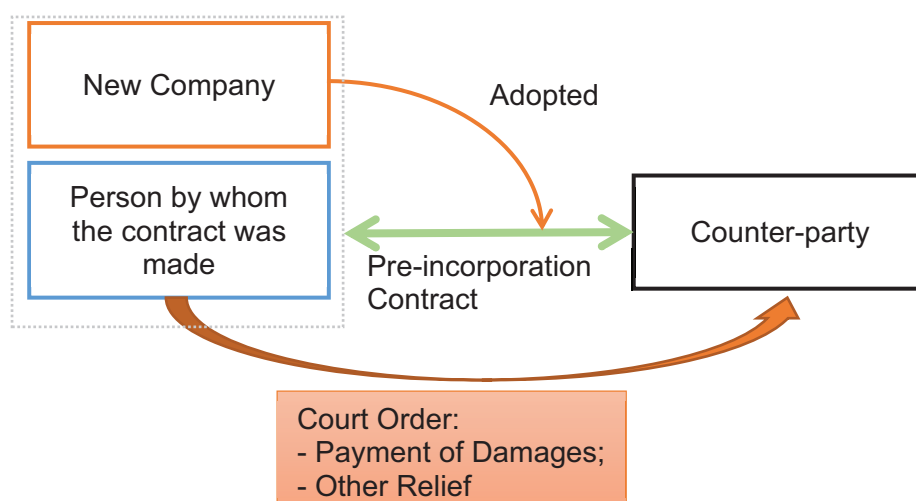 New Company
Adopted
Person by whom
the contract was
made
Counter-party
Pre-incorporation
Contract
Court Order:
- Payment of Damages;
- Other Relief